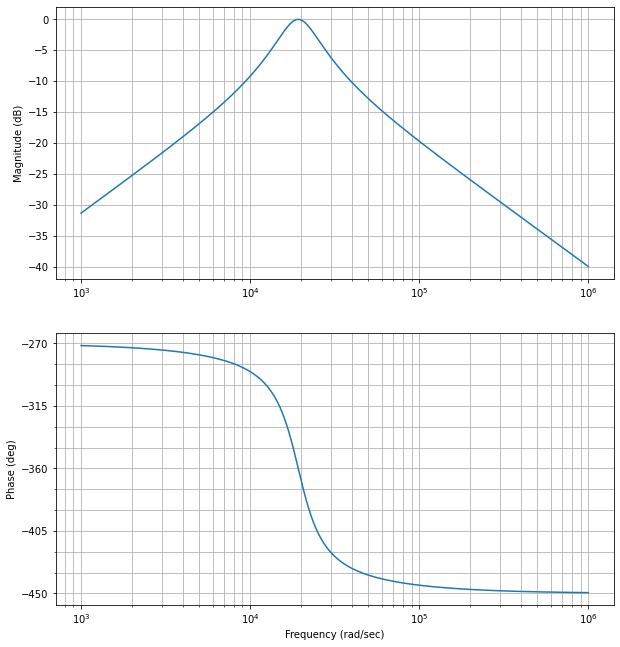 0
−5
−10
−15
−20
−25
−30
−35
−40
Magnitude (dB)
10³ 10⁴ 10⁵ 10⁶
−270
−315
−360
−405
−450
Phase (deg)
10³ 10⁴ 10⁵ 10⁶
Frequency (rad/sec)